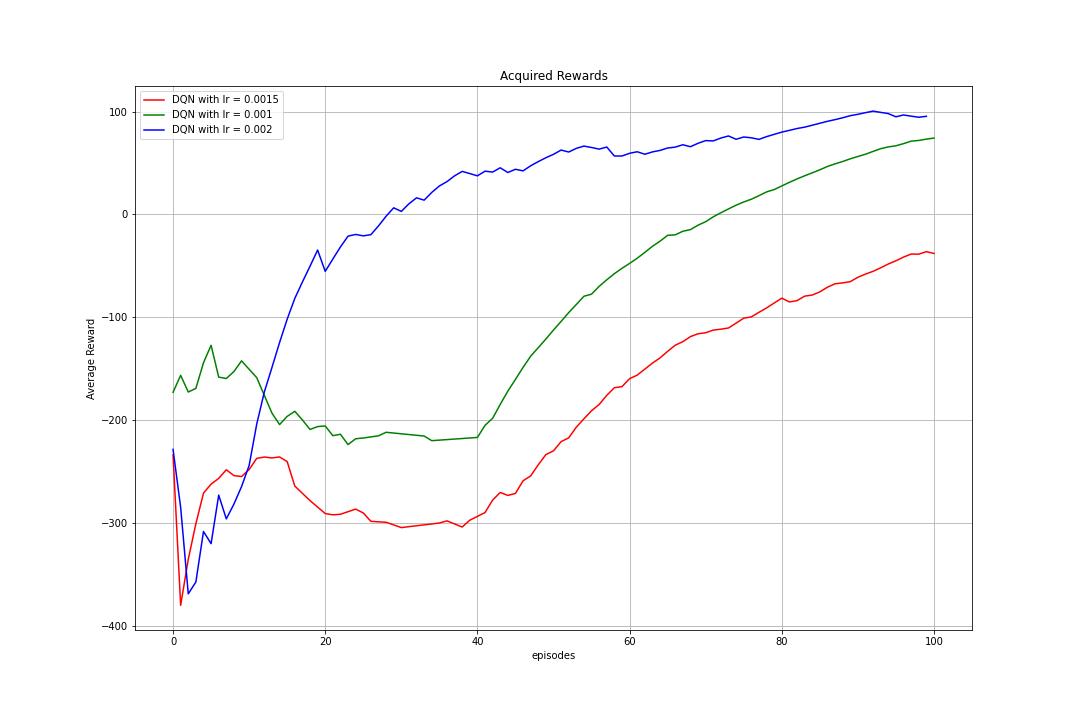 Acquired Rewards
DQN with lr = 0.0015
DQN with lr = 0.001
DQN with lr = 0.002
100
0
−100
−200
−300
−400
Average Reward
0 20 40 60 80 100
episodes